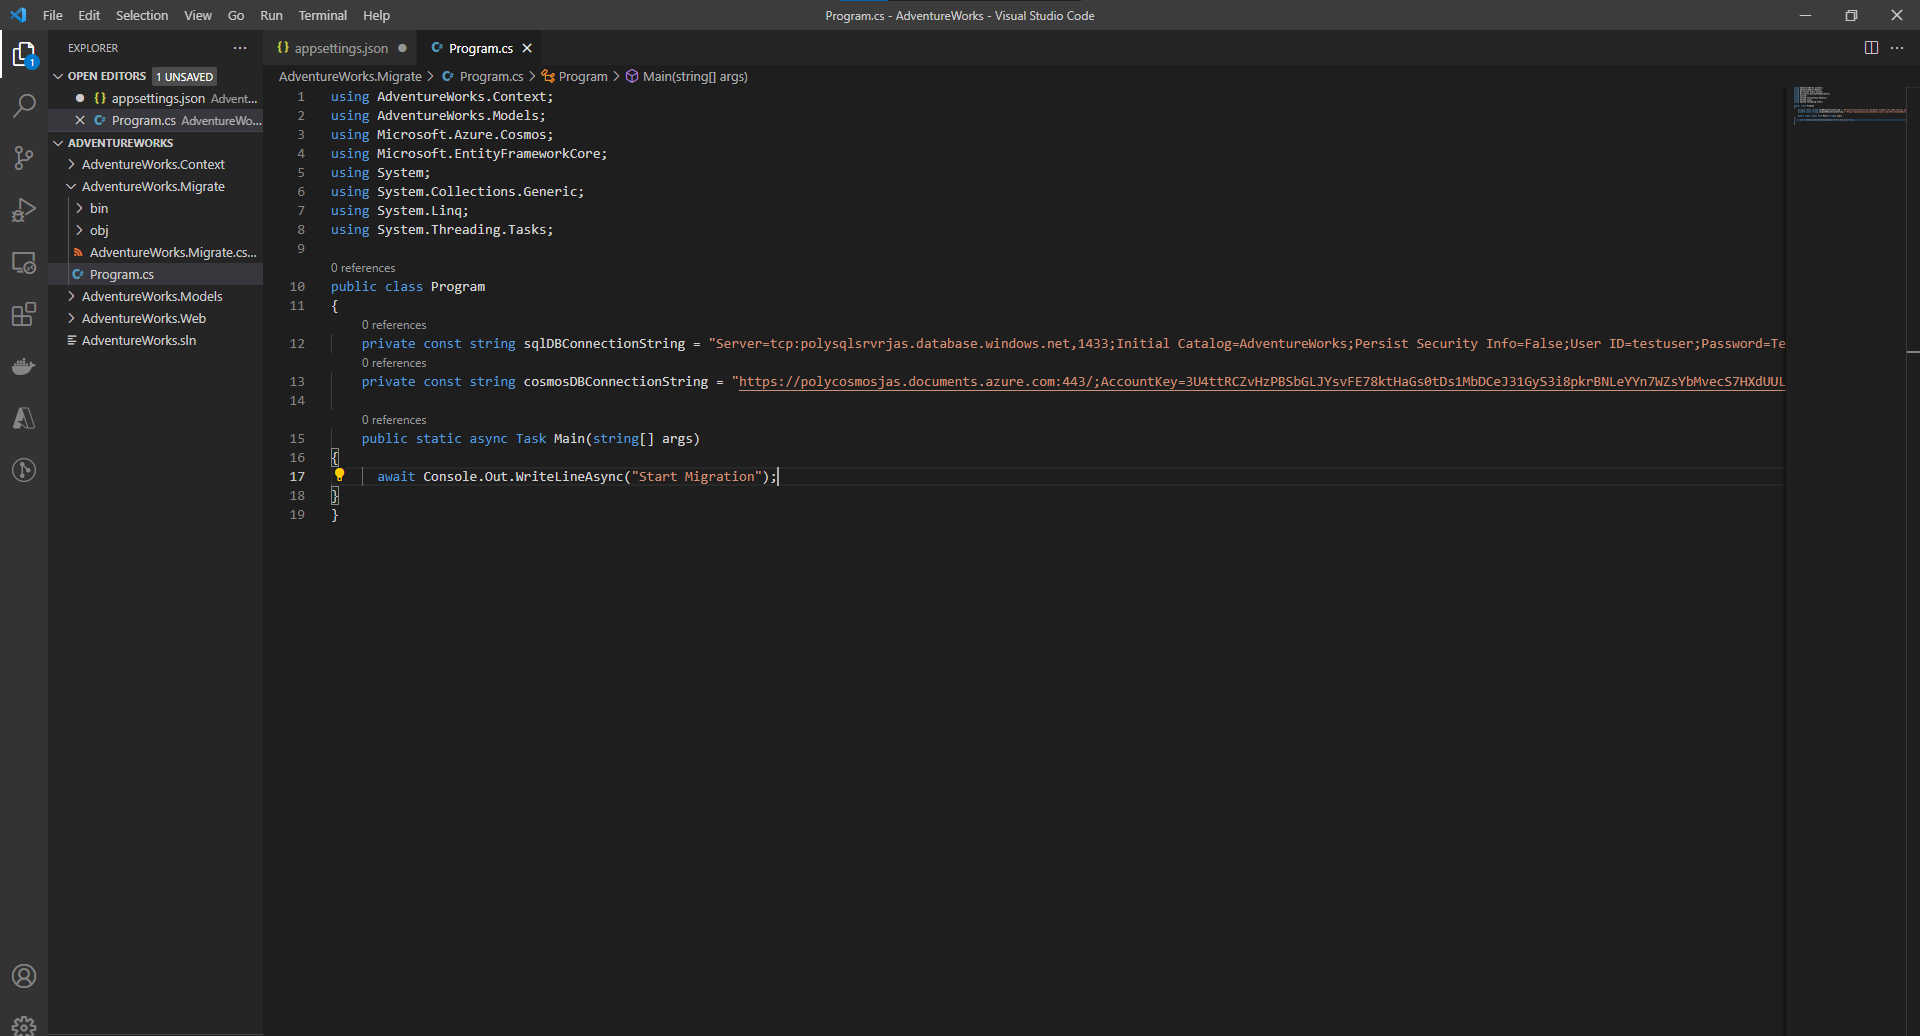 File Edit Selection View Go Run Terminal Help
Program.cs - AdventureWorks - Visual Studio Code
EXPLORER
OPEN EDITORS 1 UNSAVED
appsettings.json Advent...
Program.cs AdventureWo...
ADVENTUREWORKS
AdventureWorks.Context
AdventureWorks.Migrate
bin
obj
AdventureWorks.Migrate.cs...
Program.cs
AdventureWorks.Models
AdventureWorks.Web
AdventureWorks.sln
1
appsettings.json
Program.cs
AdventureWorks.Migrate > Program.cs > Program > Main(string[] args)
1 using AdventureWorks.Context;
2 using AdventureWorks.Models;
3 using Microsoft.Azure.Cosmos;
4 using Microsoft.EntityFrameworkCore;
5 using System;
6 using System.Collections.Generic;
7 using System.Linq;
8 using System.Threading.Tasks;
9
0 references
10 public class Program
11 {
0 references
12 private const string sqlDBConnectionString = "Server=tcp:polysqlsrvrjas.database.windows.net,1433;Initial Catalog=AdventureWorks;Persist Security Info=False;User ID=testuser;Password=Te
0 references
13 private const string cosmosDBConnectionString = "https://polycosmosjas.documents.azure.com:443/;AccountKey=3U4ttRCZvHzPBSbGLJYsvFE78ktHaGs0tDs1MbDCeJ31GyS3i8pkrBNLeYYn7WZsYbMvecS7HXdUUL
14
0 references
15 public static async Task Main(string[] args)
16 {
17 await Console.Out.WriteLineAsync("Start Migration");
18 }
19 }